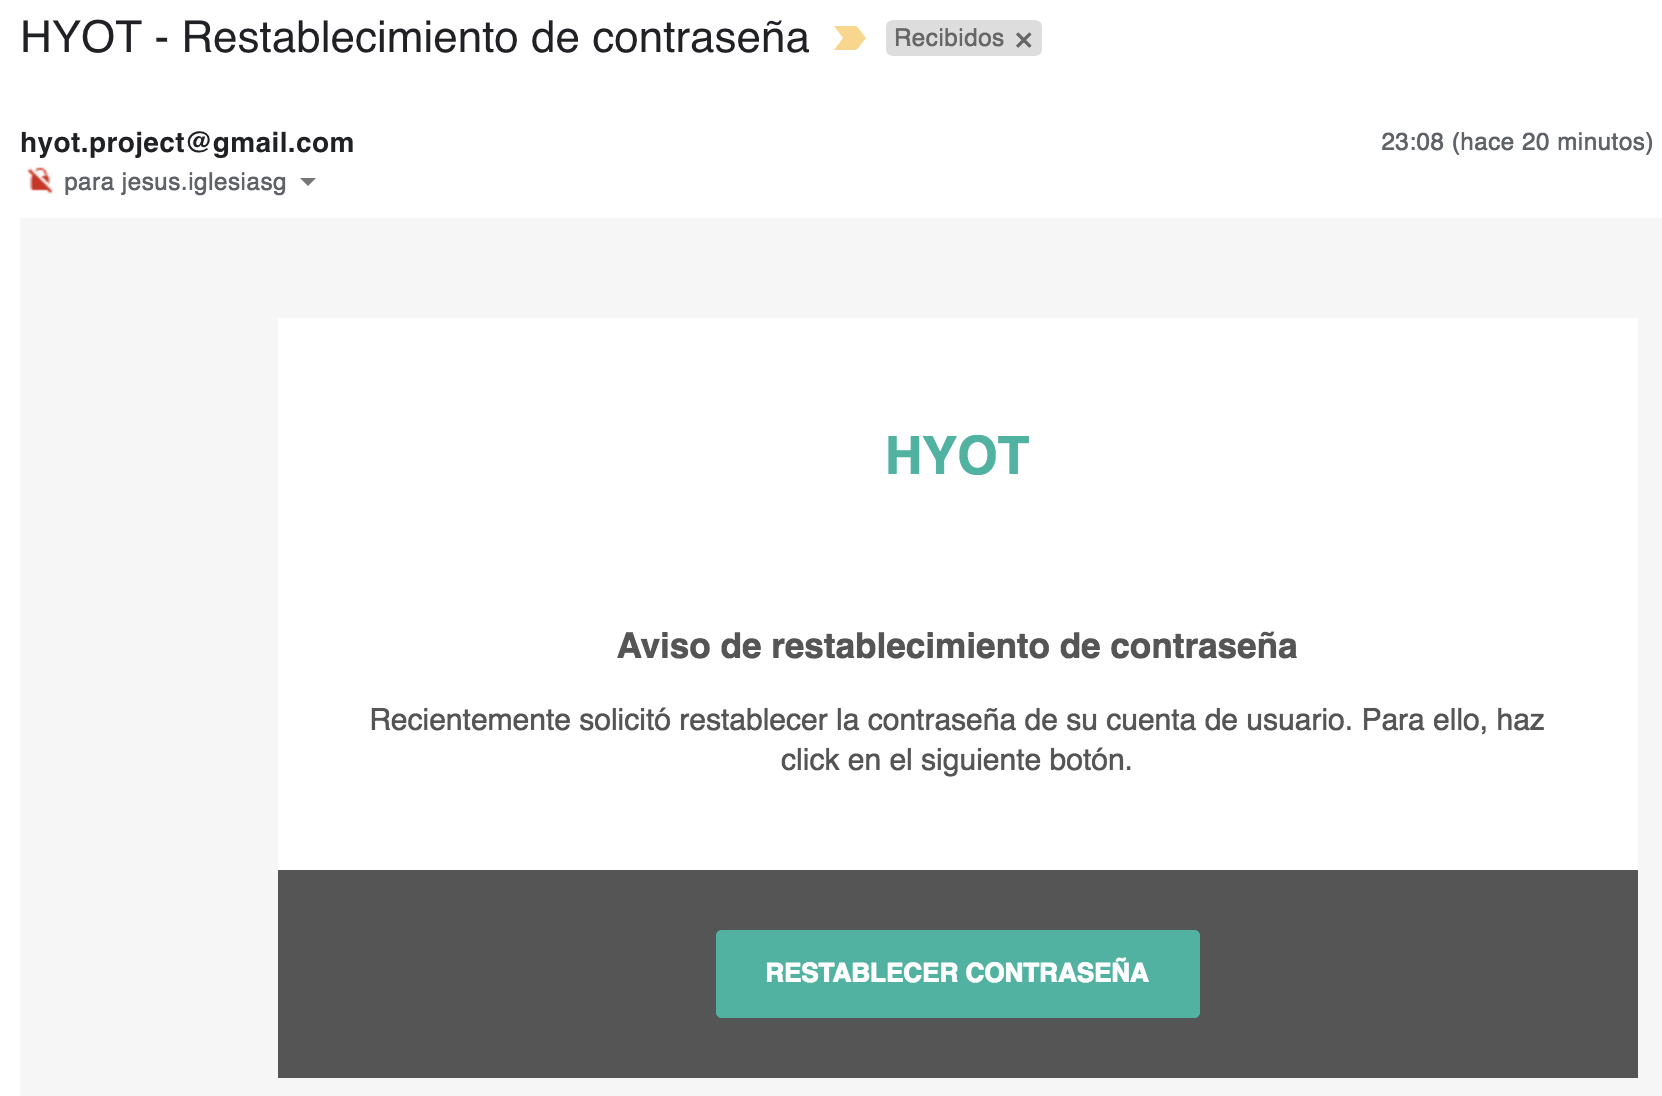 HYOT - Restablecimiento de contraseña
Recibidos x
hyot.project@gmail.com
23:08 (hace 20 minutos)
para jesus.iglesiasg
HYOT
Aviso de restablecimiento de contraseña
Recientemente solicitó restablecer la contraseña de su cuenta de usuario. Para ello, haz
click en el siguiente botón.
RESTABLECER CONTRASEÑA